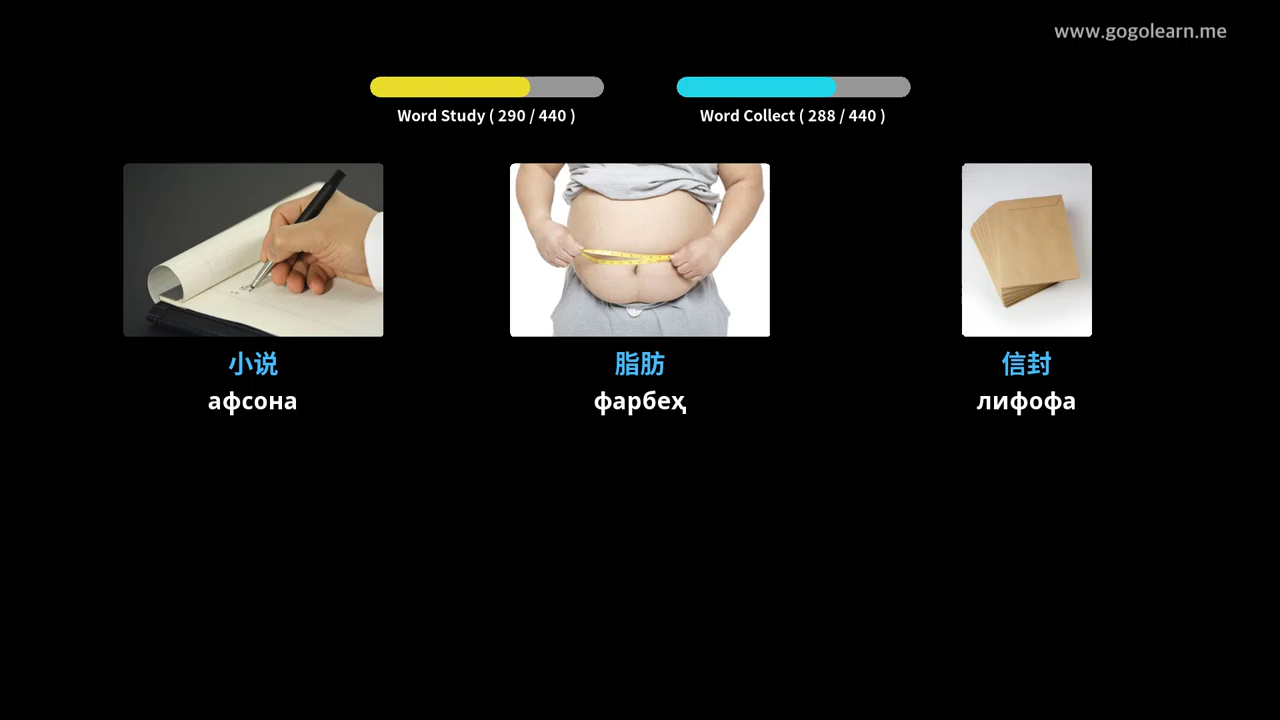 www.gogolearn.me
Word Study ( 290 / 440 )
Word Collect ( 288 / 440 )
小说
脂肪
信封
афсона
фарбеҳ
лифофа